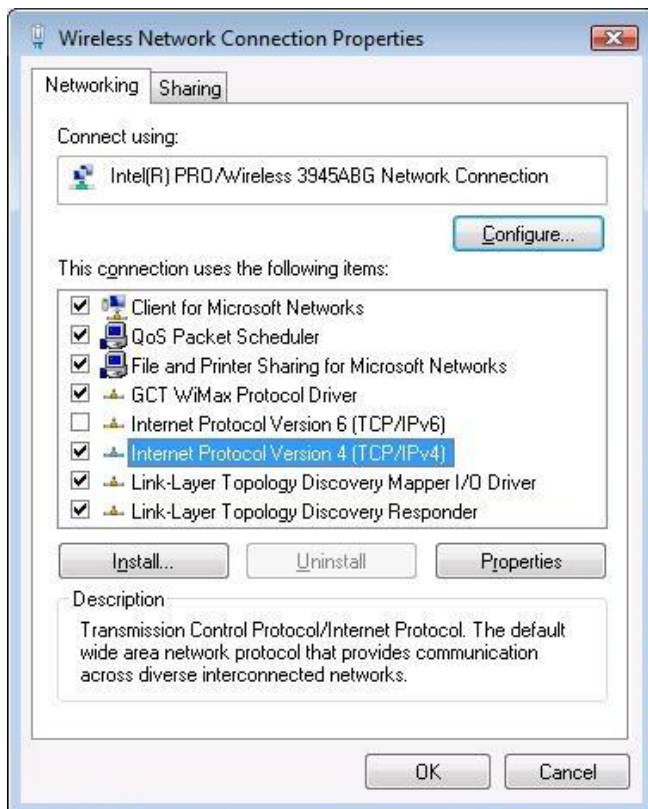 Wireless Network Connection Properties
Networking
Sharing
Connect using:
Intel(R) PRO/Wireless 3945ABG Network Connection
Configure...
This connection uses the following items:
Client for Microsoft Networks
QoS Packet Scheduler
File and Printer Sharing for Microsoft Networks
GCT WiMax Protocol Driver
Internet Protocol Version 6 (TCP/IPv6)
Internet Protocol Version 4 (TCP/IPv4)
Link-Layer Topology Discovery Mapper I/O Driver
Link-Layer Topology Discovery Responder
Install...
Uninstall
Properties
Description
Transmission Control Protocol/Internet Protocol. The default
wide area network protocol that provides communication
across diverse interconnected networks.
OK
Cancel